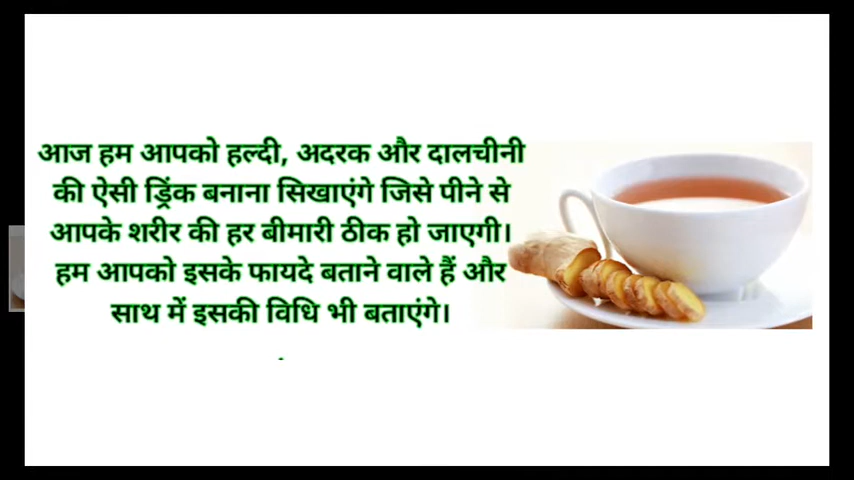 आज हम आपको हल्दी, अदरक और दालचीनी
की ऐसी ड्रिंक बनाना सिखाएंगे जिसे पीने से
आपके शरीर की हर बीमारी ठीक हो जाएगी।
हम आपको इसके फायदे बताने वाले हैं और
साथ में इसकी विधि भी बताएंगे।